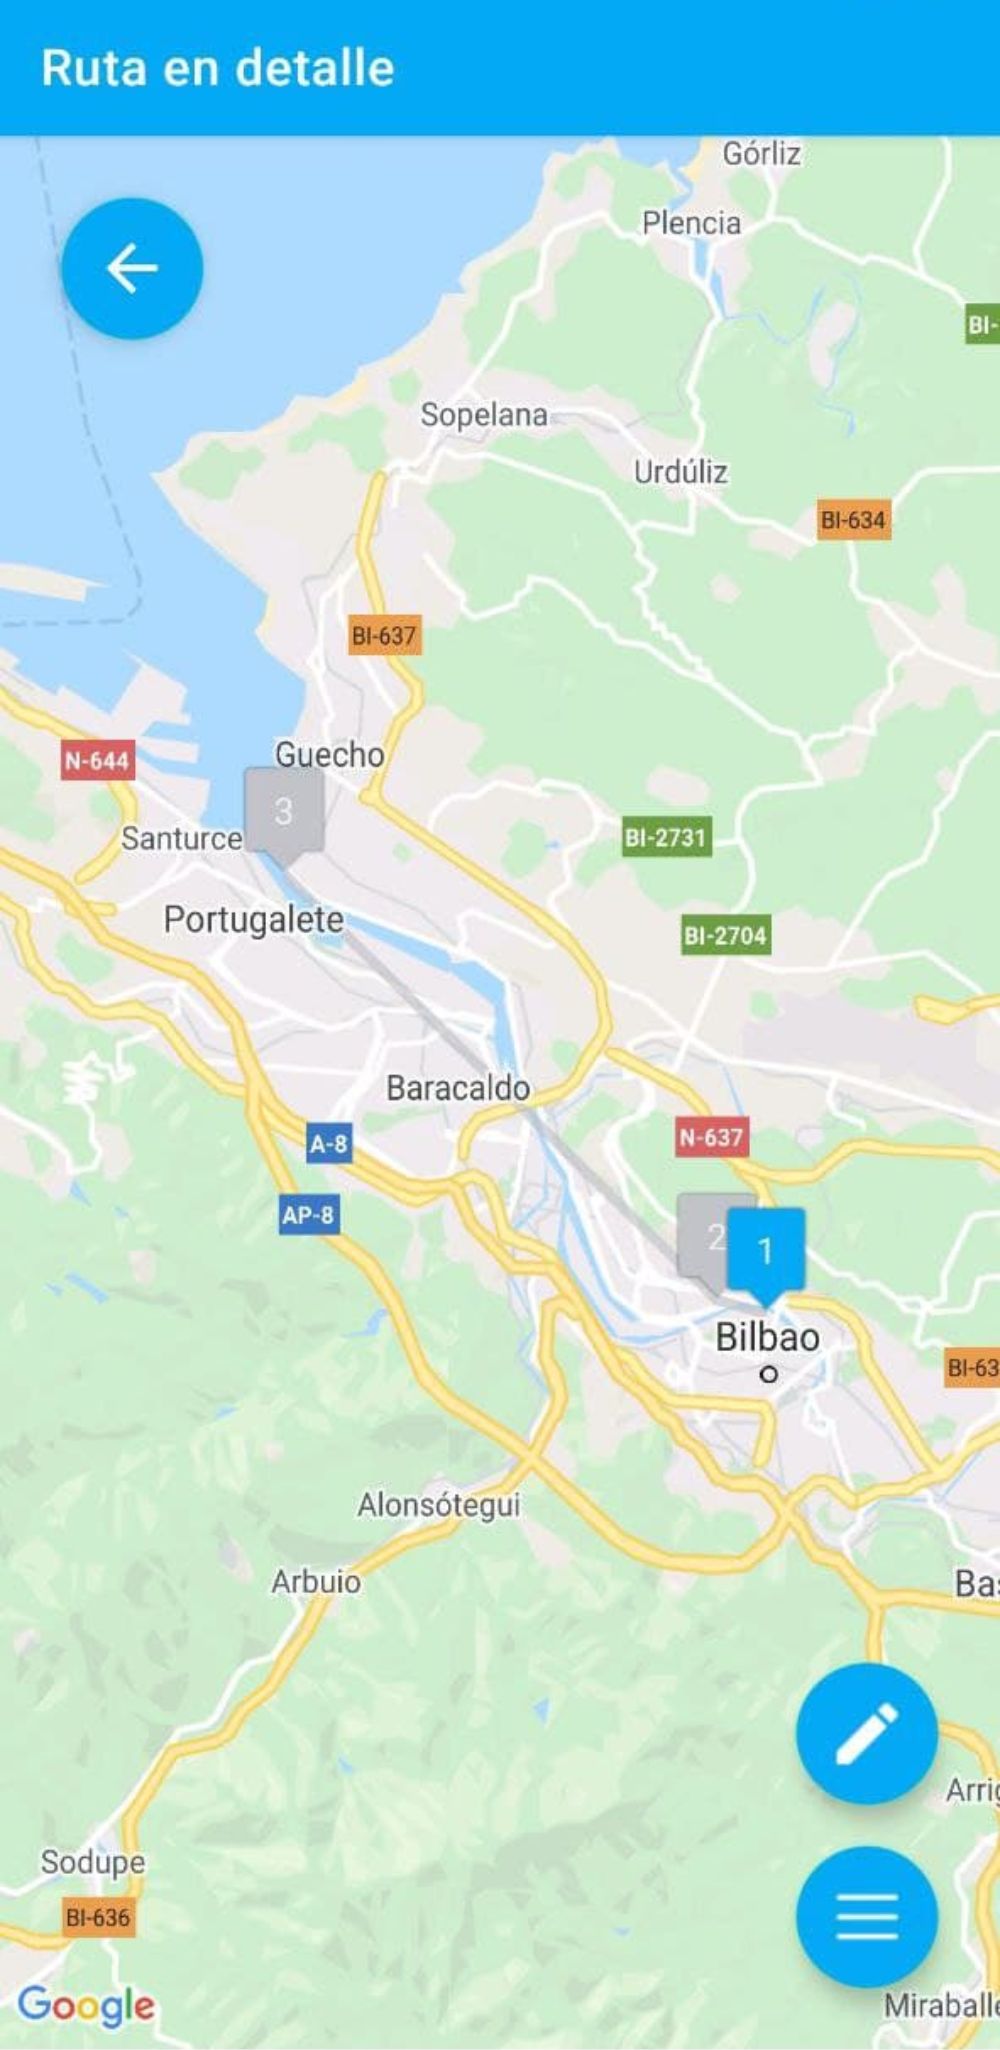 Ruta en detalle
Górliz
Plencia
BI-
Sopelana
Urdúliz
BI-634
BI-637
Guecho
N-644
3
Santurce
BI-2731
Portugalete
BI-2704
Baracaldo
A-8
N-637
AP-8
2
1
Bilbao
BI-63
Alonsótegui
Arbuio
Bas
Arrig
Sodupe
BI-636
Google
Miraballe